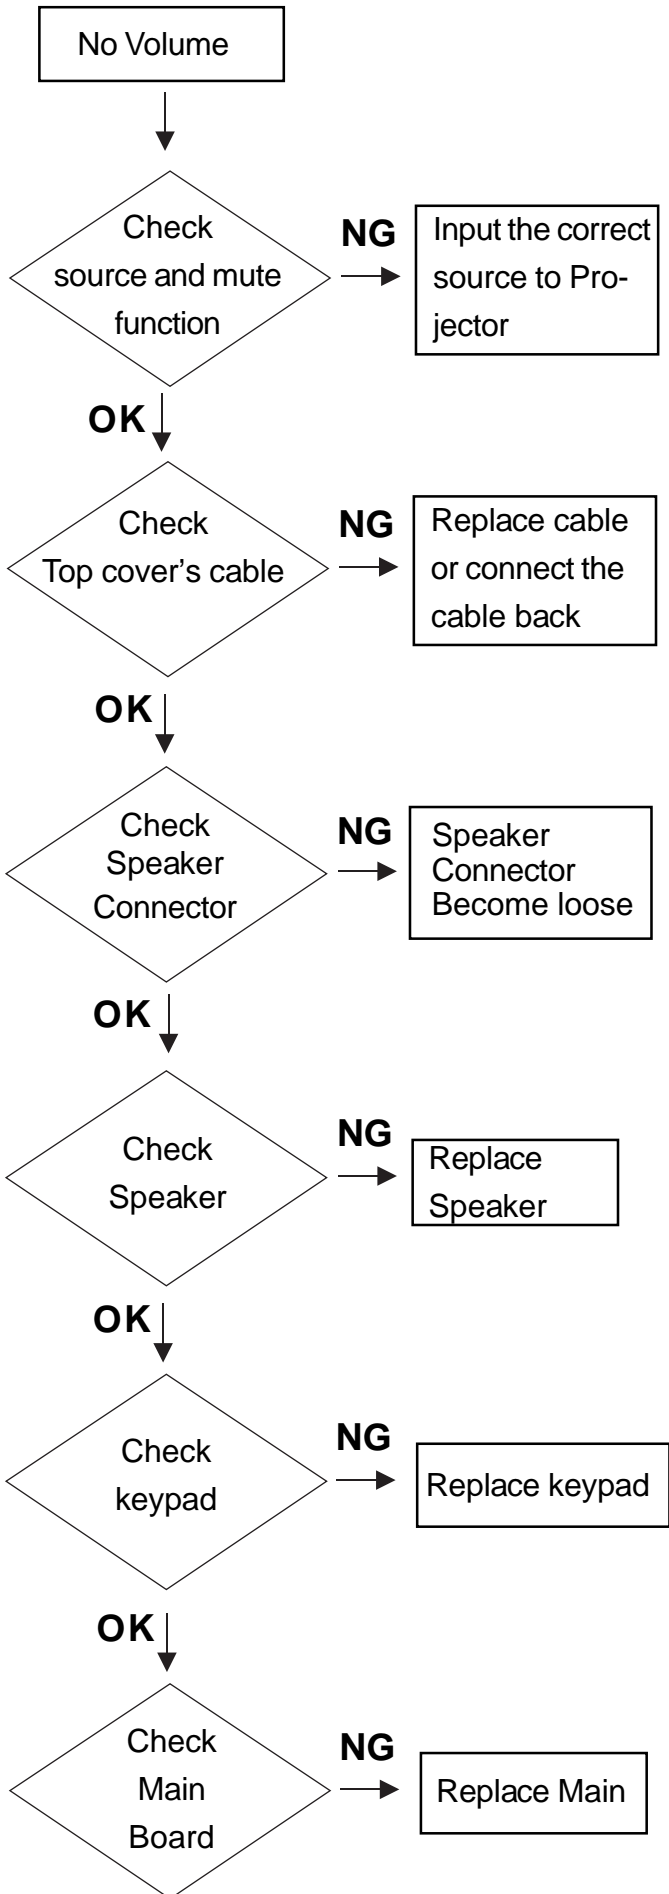 No Volume
Check
source and mute
function
NG
Input the correct
source to Pro-
jector
OK
Check
Top cover’s cable
NG
Replace cable
or connect the
cable back
OK
Check
Speaker
Connector
NG
Speaker
Connector
Become loose
OK
Check
Speaker
NG
Replace
Speaker
OK
Check
keypad
NG
Replace keypad
OK
Check
Main
Board
NG
Replace Main